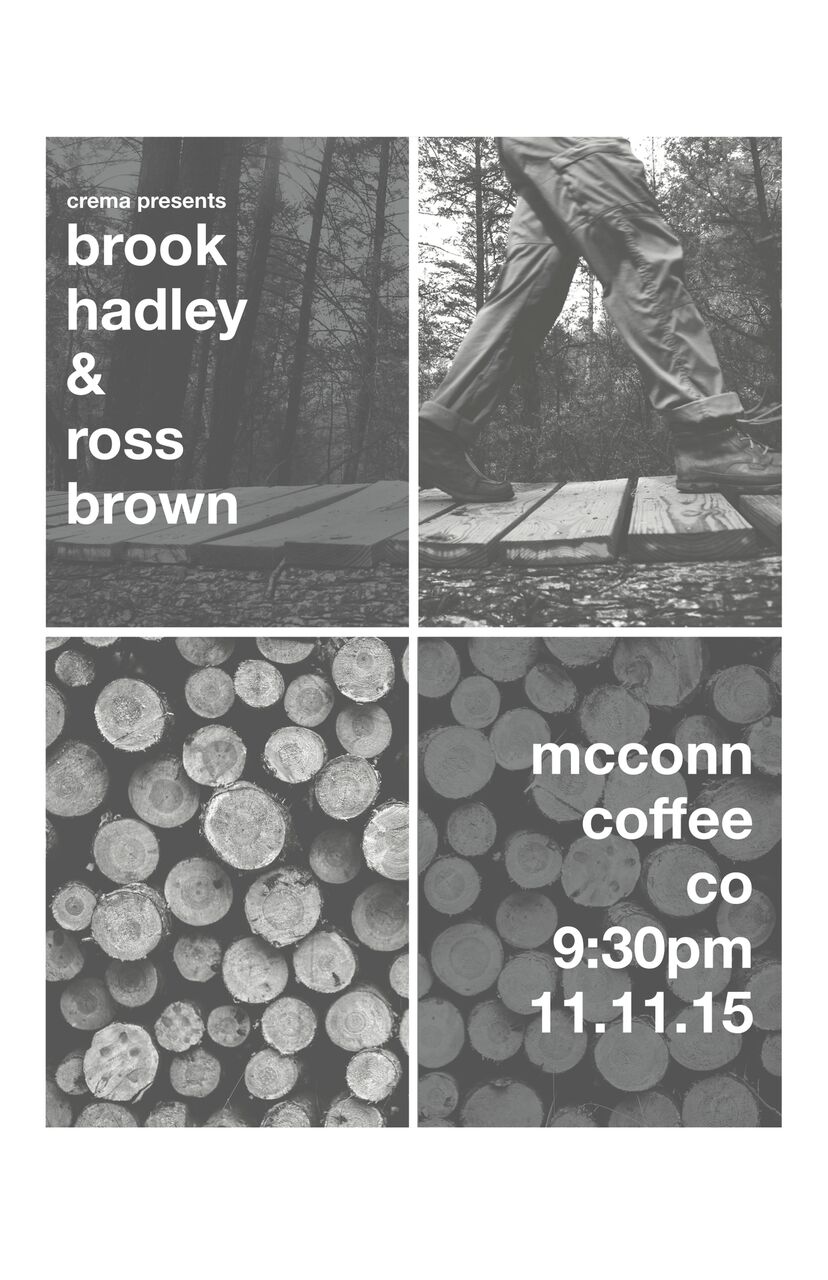 crema presents
brook
hadley
&
ross
brown
mcconn
coffee
co
9:30pm
11.11.15